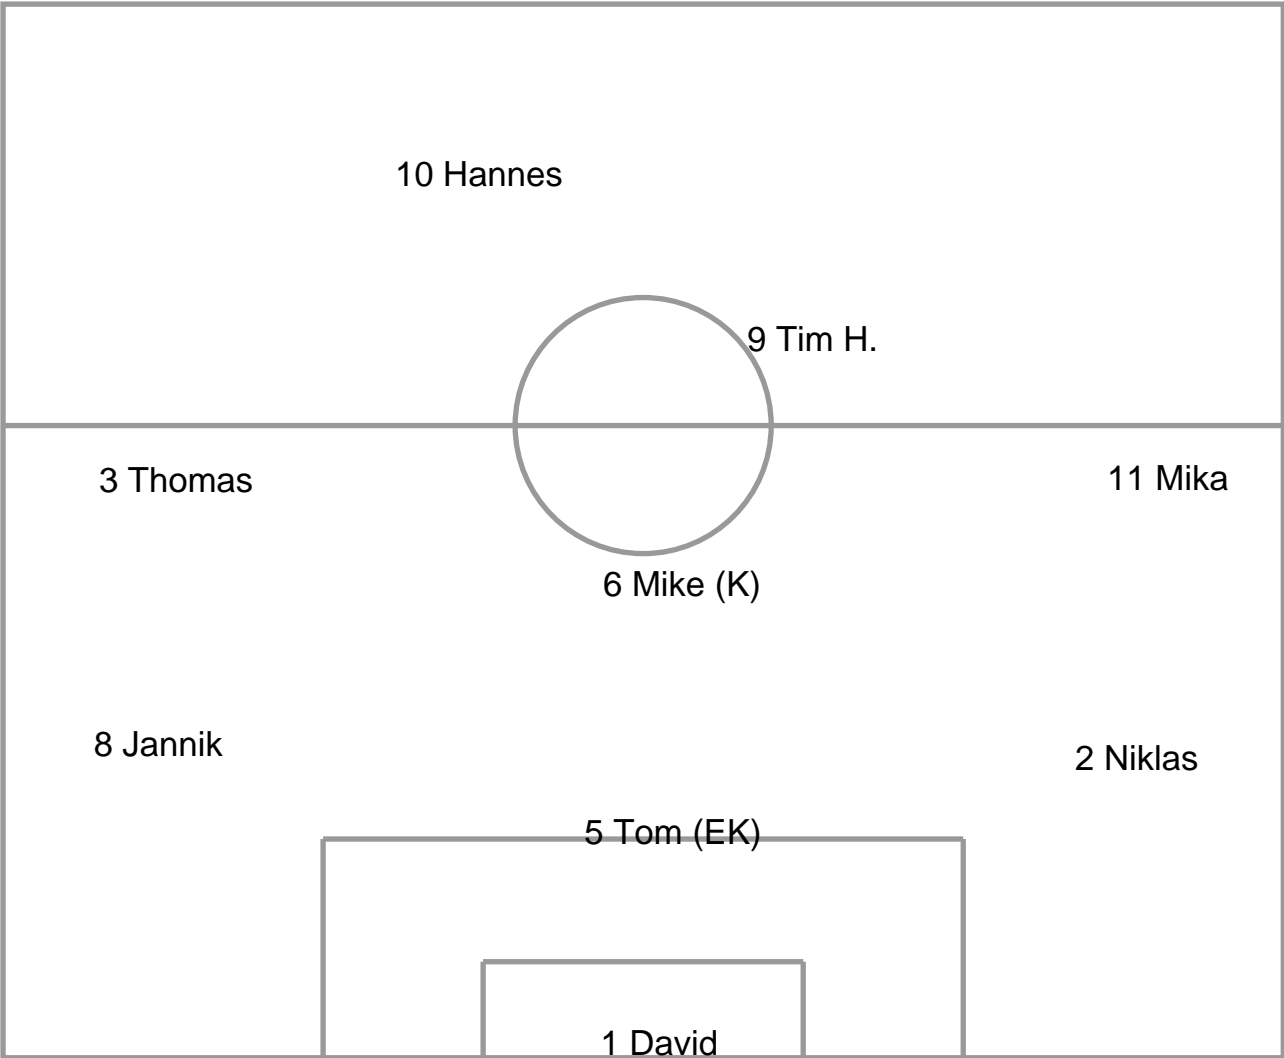 10 Hannes
9 Tim H.
3 Thomas
11 Mika
6 Mike (K)
8 Jannik
2 Niklas
5 Tom (EK)
1 David